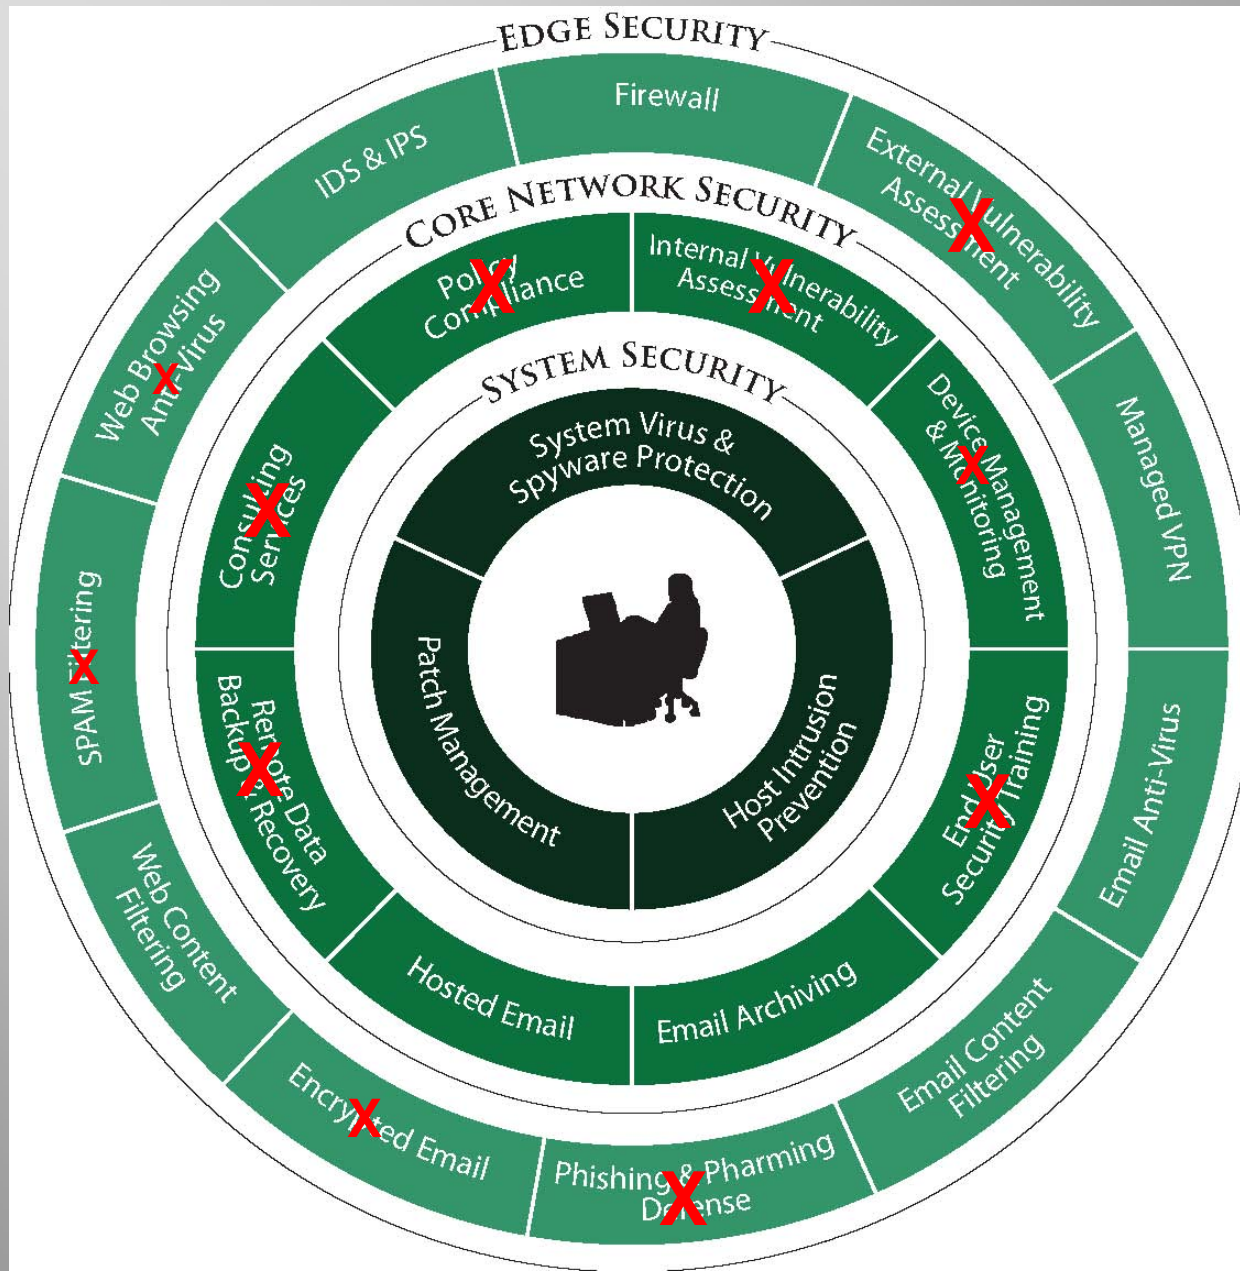 EDGE SECURITY
Firewall
External Vulnerability
Assessment
X
Managed VPN
Email Anti-Virus
Email Content
Filtering
Phishing & Pharming
Defense
X
Encrypted Email
X
Web Content
Filtering
SPAM Filtering
X
Web Browsing
Anti-Virus
X
IDS & IPS
CORE NETWORK SECURITY
Internal Vulnerability
Assessment
X
Device Management
& Monitoring
X
End User
Security Training
X
Email Archiving
Hosted Email
Remote Data
Backup & Recovery
X
Consulting
Services
X
Policy
Compliance
X
SYSTEM SECURITY
System Virus &
Spyware Protection
Host Intrusion
Prevention
Patch Management